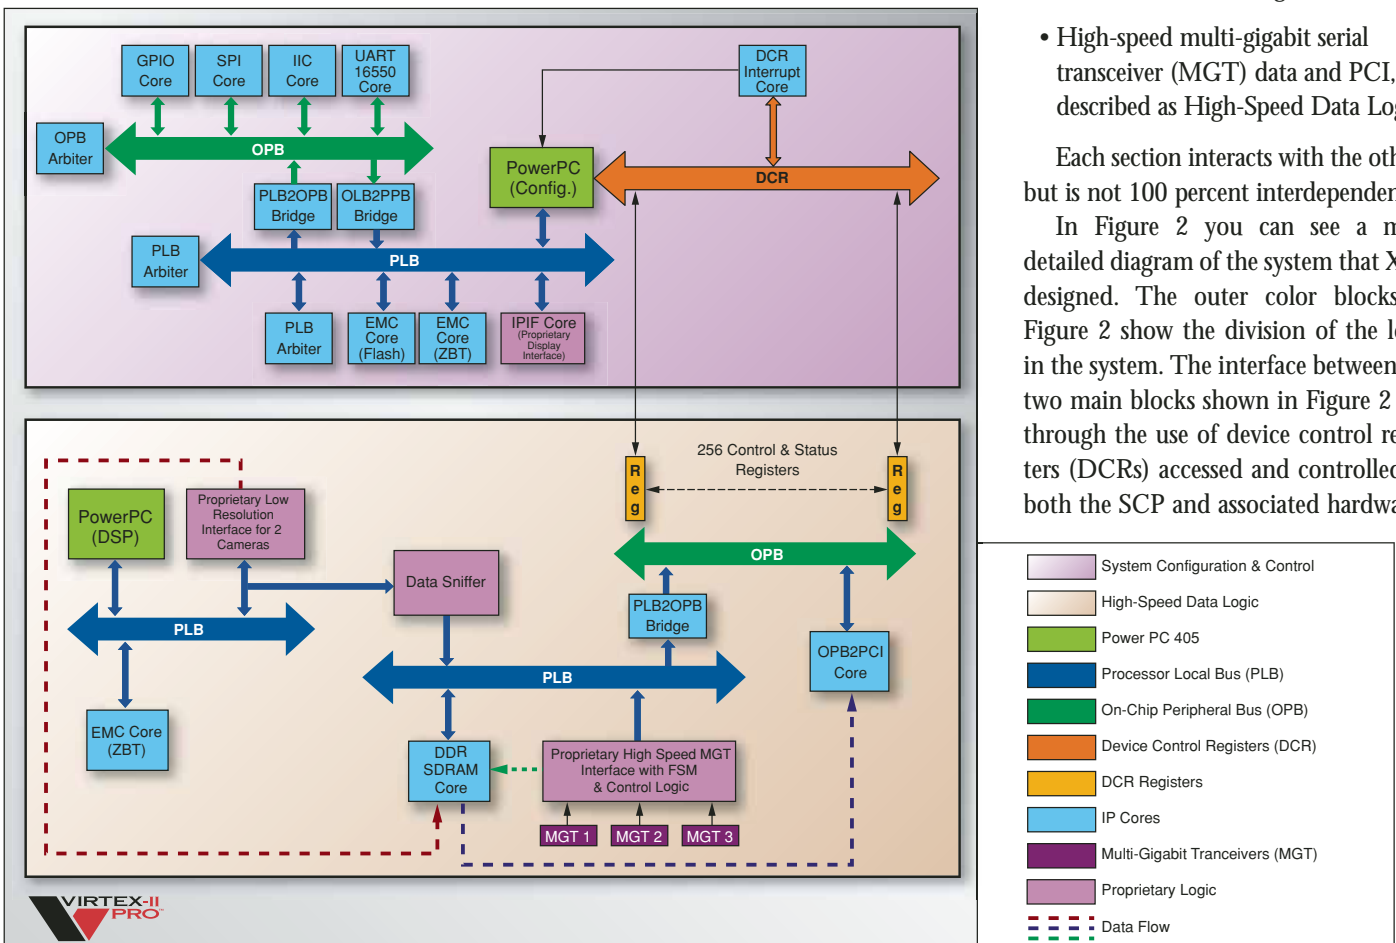 GPIO
Core
SPI
Core
IIC
Core
UART
16550
Core
DCR
Interrupt
Core
OPB
Arbiter
OPB
PowerPC
(Config.)
DCR
PLB2OPB
Bridge
OLB2PPB
Bridge
PLB
Arbiter
PLB
PLB
Arbiter
EMC
Core
(Flash)
EMC
Core
(ZBT)
IPIF Core
(Proprietary
Display
Interface)
256 Control & Status
Registers
Reg
Reg
PowerPC
(DSP)
Proprietary Low
Resolution
Interface for 2
Cameras
Data Sniffer
OPB
PLB2OPB
Bridge
OPB2PCI
Core
PLB
PLB
EMC Core
(ZBT)
DDR
SDRAM
Core
Proprietary High Speed MGT
Interface with FSM
& Control Logic
MGT 1
MGT 2
MGT 3
VIRTEX-II
PRO™
• High-speed multi-gigabit serial
transceiver (MGT) data and PCI,
described as High-Speed Data Log
Each section interacts with the oth
but is not 100 percent interdependen
In Figure 2 you can see a m
detailed diagram of the system that X
designed. The outer color blocks
Figure 2 show the division of the l
in the system. The interface between
two main blocks shown in Figure 2
through the use of device control re
ters (DCRs) accessed and controlled
both the SCP and associated hardwa
System Configuration & Control
High-Speed Data Logic
Power PC 405
Processor Local Bus (PLB)
On-Chip Peripheral Bus (OPB)
Device Control Registers (DCR)
DCR Registers
IP Cores
Multi-Gigabit Tranceivers (MGT)
Proprietary Logic
Data Flow